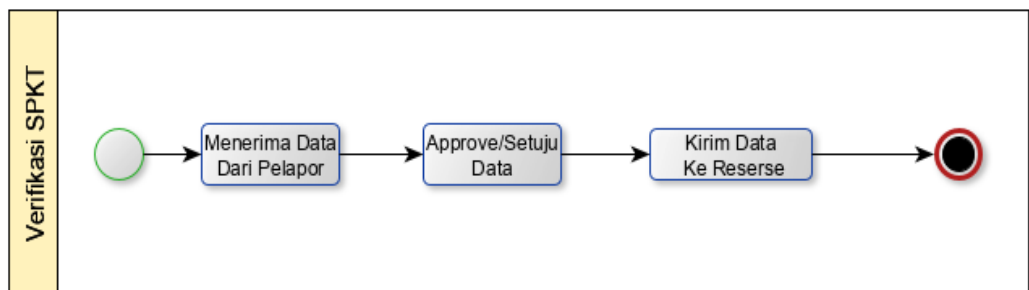 Verifikasi SPKT
Menerima Data
Dari Pelapor
Approve/Setuju
Data
Kirim Data
Ke Reserse